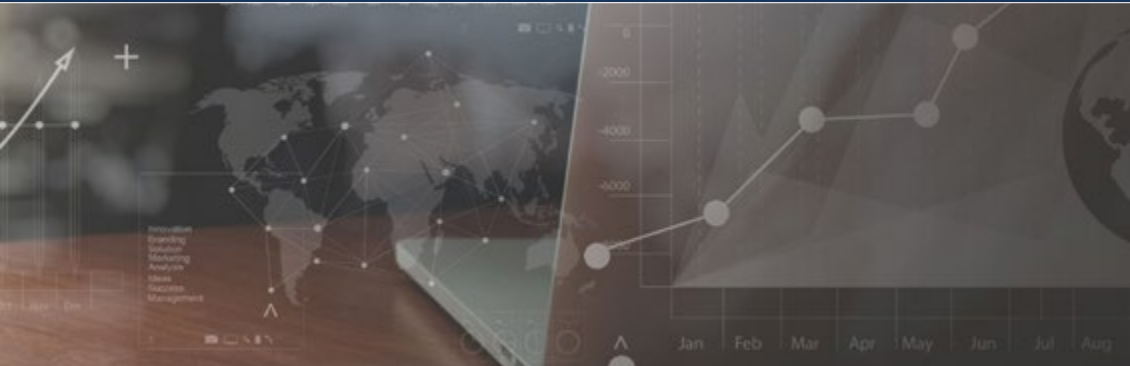 Innovation
Branding
Solution
Marketing
Analysis
Ideas
Success
Management
0
-2000
-4000
-6000
Jan Feb Mar Apr May Jun Jul Aug